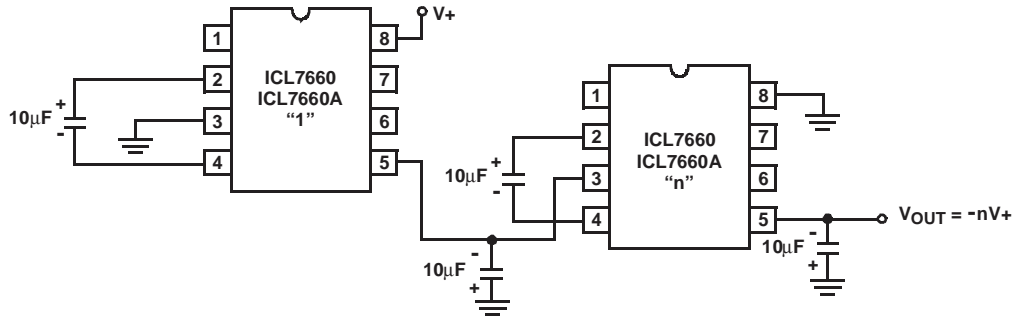 V+
1
8
2
7
3
6
4
5
ICL7660
ICL7660A
“1”
10μF
+
-
1
8
2
7
3
6
4
5
ICL7660
ICL7660A
“n”
10μF
+
-
-
10μF
+
-
10μF
+
VOUT = -nV+